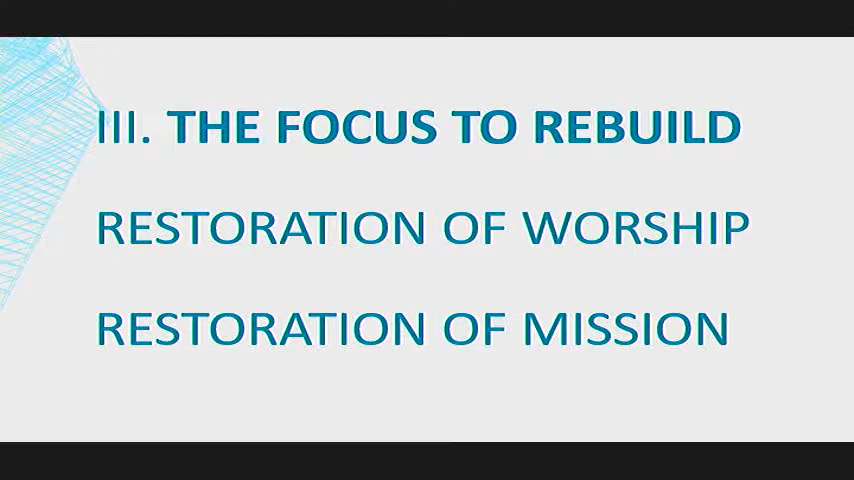 III. THE FOCUS TO REBUILD
RESTORATION OF WORSHIP
RESTORATION OF MISSION